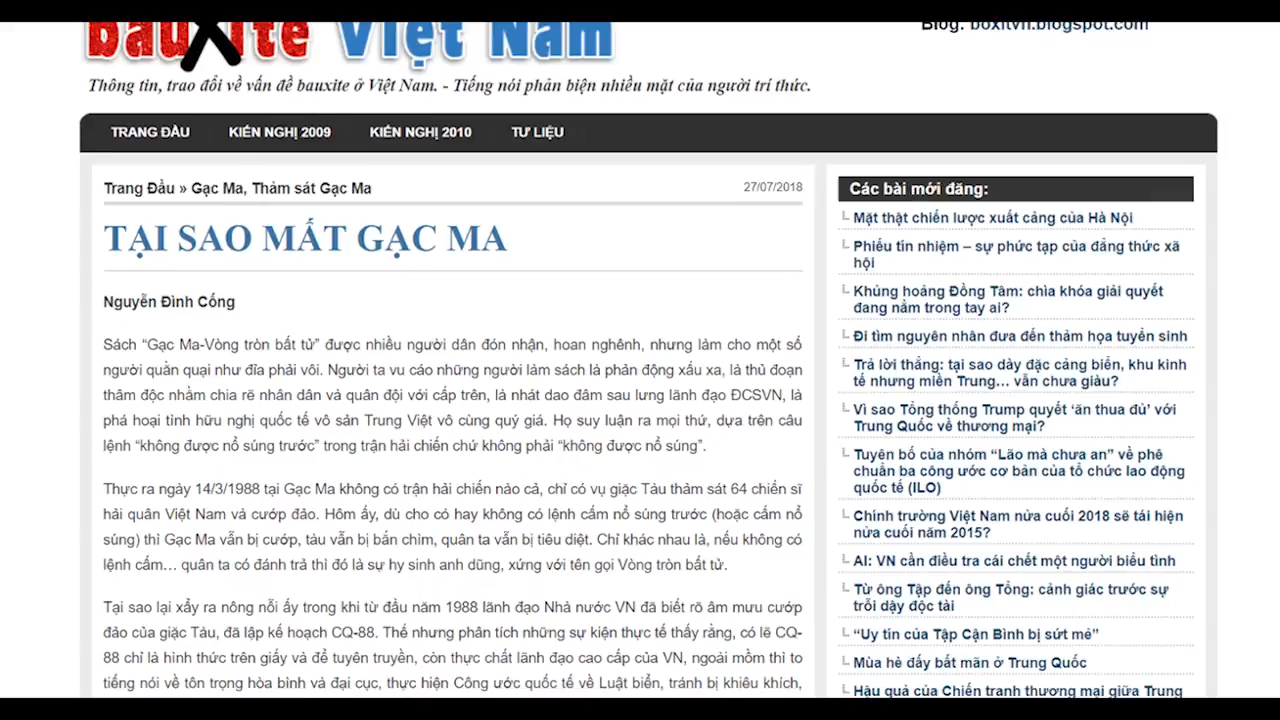 bauxite Việt Nam
Blog: boxitvn.blogspot.com
Thông tin, trao đổi về vấn đề bauxite ở Việt Nam. - Tiếng nói phản biện nhiều mặt của người trí thức.
TRANG ĐẦU KIẾN NGHỊ 2009 KIẾN NGHỊ 2010 TƯ LIỆU
Trang Đầu » Gạc Ma, Thảm sát Gạc Ma 27/07/2018
TẠI SAO MẤT GẠC MA
Nguyễn Đình Cống
Sách “Gạc Ma-Vòng tròn bất tử” được nhiều người dân đón nhận, hoan nghênh, nhưng làm cho một số
người quằn quại như đỉa phải vôi. Người ta vu cáo những người làm sách là phản động xấu xa, là thủ đoạn
thâm độc nhằm chia rẽ nhân dân và quân đội với cấp trên, là nhát dao đâm sau lưng lãnh đạo ĐCSVN, là
phá hoại tình hữu nghị quốc tế vô sản Trung Việt vô cùng quý giá. Họ suy luận ra mọi thứ, dựa trên câu
lệnh “không được nổ súng trước” trong trận hải chiến chứ không phải “không được nổ súng”.
Thực ra ngày 14/3/1988 tại Gạc Ma không có trận hải chiến nào cả, chỉ có vụ giặc Tàu thảm sát 64 chiến sĩ
hải quân Việt Nam và cướp đảo. Hôm ấy, dù cho có hay không có lệnh cấm nổ súng trước (hoặc cấm nổ
súng) thì Gạc Ma vẫn bị cướp, tàu vẫn bị bắn chìm, quân ta vẫn bị tiêu diệt. Chỉ khác nhau là, nếu không có
lệnh cấm… quân ta có đánh trả thì đó là sự hy sinh anh dũng, xứng với tên gọi Vòng tròn bất tử.
Tại sao lại xẩy ra nông nỗi ấy trong khi từ đầu năm 1988 lãnh đạo Nhà nước VN đã biết rõ âm mưu cướp
đảo của giặc Tàu, đã lập kế hoạch CQ-88. Thế nhưng phân tích những sự kiện thực tế thấy rằng, có lẽ CQ-
88 chỉ là hình thức trên giấy và để tuyên truyền, còn thực chất lãnh đạo cao cấp của VN, ngoài mồm thì to
tiếng nói về tôn trọng hòa bình và đại cục, thực hiện Công ước quốc tế về Luật biển, tránh bị khiêu khích,
Các bài mới đăng:
Mặt thật chiến lược xuất cảng của Hà Nội
Phiếu tín nhiệm – sự phức tạp của đẳng thức xã
hội
Khủng hoảng Đồng Tâm: chìa khóa giải quyết
đang nằm trong tay ai?
Đi tìm nguyên nhân đưa đến thảm họa tuyển sinh
Trả lời thẳng: tại sao dày đặc cảng biển, khu kinh
tế nhưng miền Trung… vẫn chưa giàu?
Vì sao Tổng thống Trump quyết ‘ăn thua đủ’ với
Trung Quốc về thương mại?
Tuyên bố của nhóm “Lão mà chưa an” về phê
chuẩn ba công ước cơ bản của tổ chức lao động
quốc tế (ILO)
Chính trường Việt Nam nửa cuối 2018 sẽ tái hiện
nửa cuối năm 2015?
AI: VN cần điều tra cái chết một người biểu tình
Từ ông Tập đến ông Tổng: cảnh giác trước sự
trỗi dậy độc tài
“Uy tín của Tập Cận Bình bị sứt mẻ”
Mùa hè đầy bất mãn ở Trung Quốc
Hậu quả của Chiến tranh thương mại giữa Trung